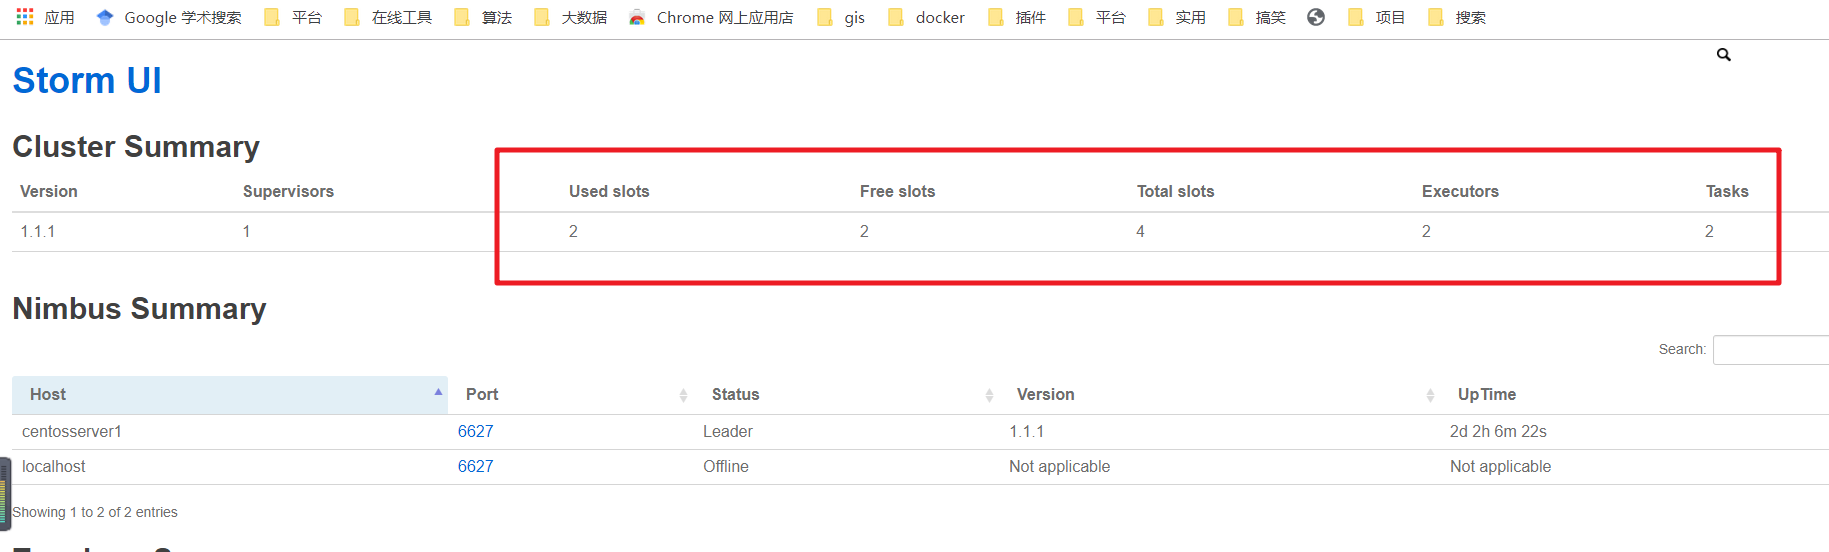 应用 Google 学术搜索 平台 在线工具 算法 大数据 Chrome 网上应用店 gis docker 插件 平台 实用 搞笑 项目 搜索
Storm UI
Cluster Summary
Version Supervisors Used slots Free slots Total slots Executors Tasks
1.1.1 1 2 2 4 2 2
Nimbus Summary
Search:
Host Port Status Version UpTime
centosserver1 6627 Leader 1.1.1 2d 2h 6m 22s
localhost 6627 Offline Not applicable Not applicable
Showing 1 to 2 of 2 entries